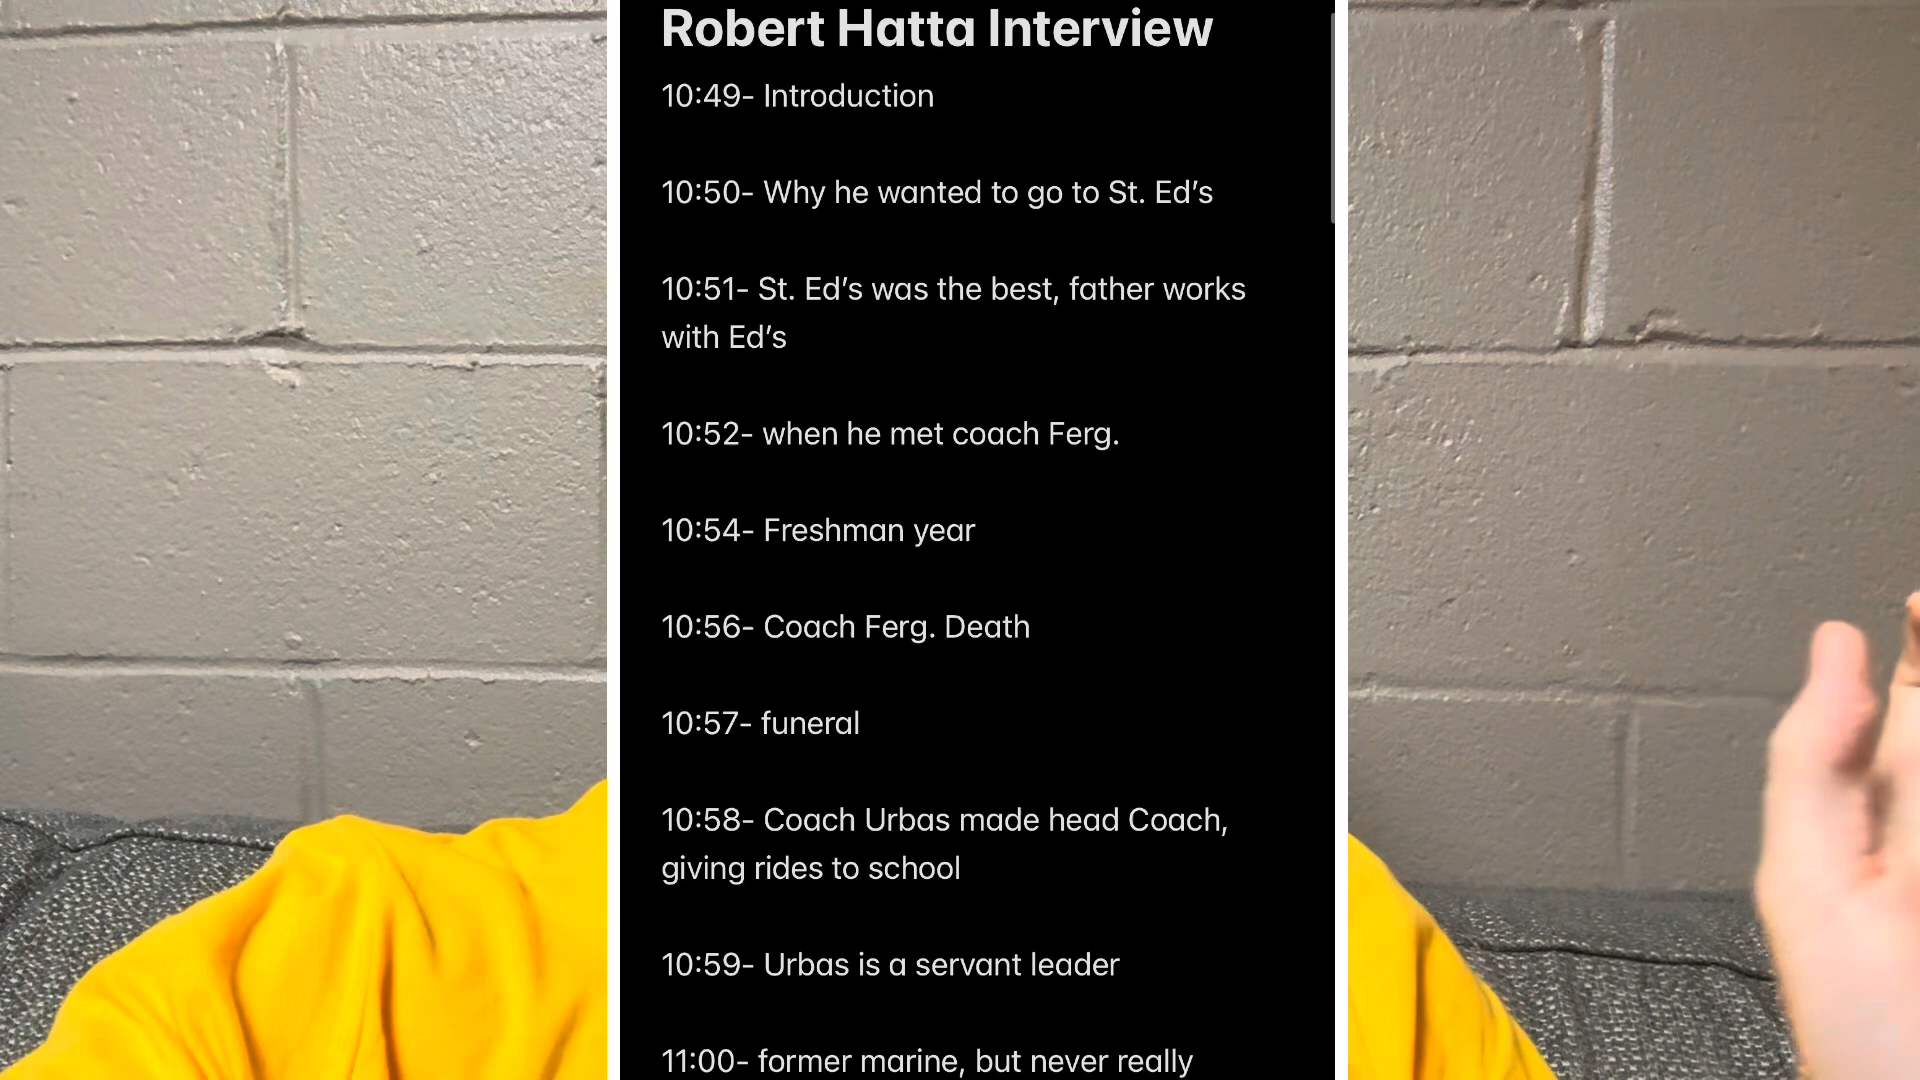 Robert Hatta Interview
10:49- Introduction
10:50- Why he wanted to go to St. Ed’s
10:51- St. Ed’s was the best, father works
with Ed’s
10:52- when he met coach Ferg.
10:54- Freshman year
10:56- Coach Ferg. Death
10:57- funeral
10:58- Coach Urbas made head Coach,
giving rides to school
10:59- Urbas is a servant leader
11:00- former marine, but never really